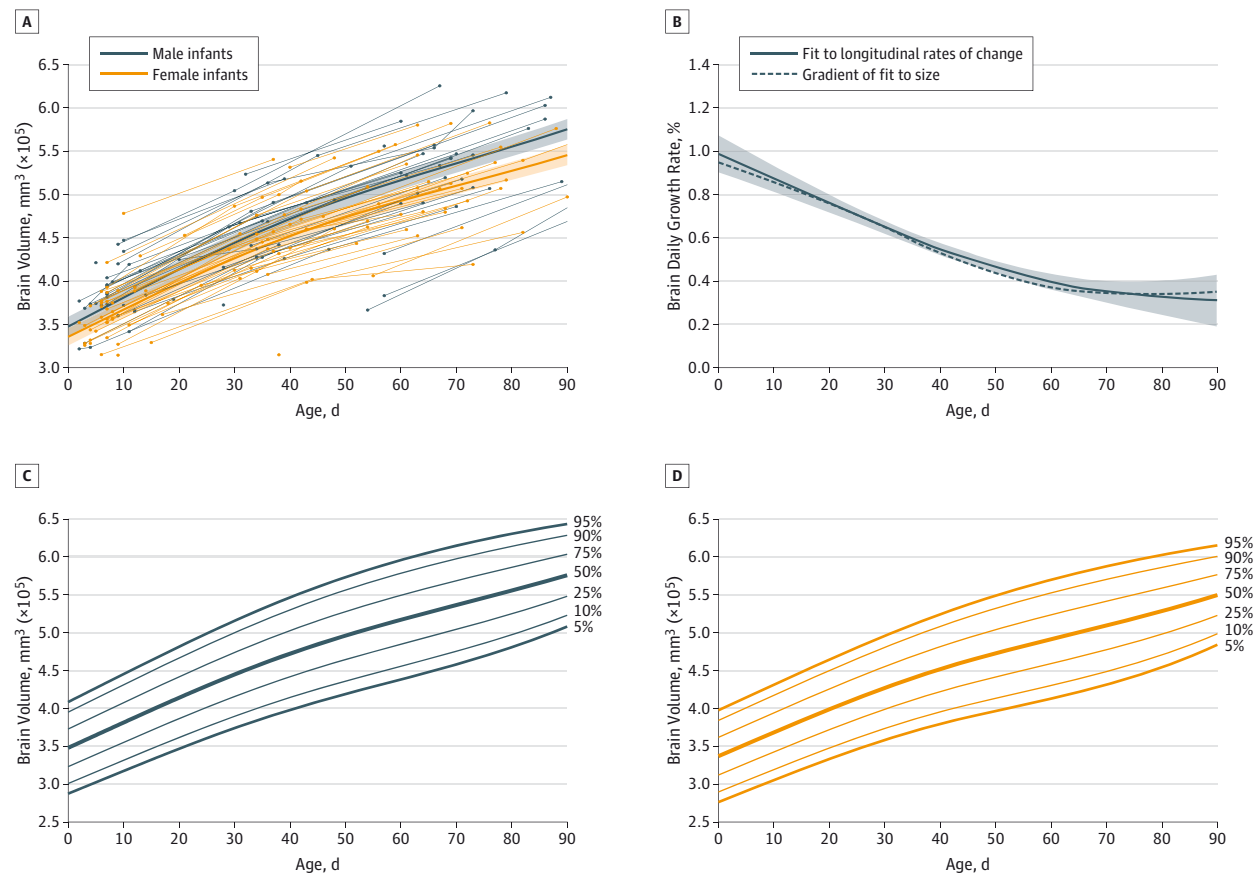 A
Male infants
Female infants
6.5
6.0
5.5
5.0
4.5
4.0
3.5
3.0
Brain Volume, mm³ (×10⁵)
0 10 20 30 40 50 60 70 80 90
Age, d
B
Fit to longitudinal rates of change
Gradient of fit to size
1.4
1.2
1.0
0.8
0.6
0.4
0.2
0.0
Brain Daily Growth Rate, %
0 10 20 30 40 50 60 70 80 90
Age, d
C
6.5
6.0
5.5
5.0
4.5
4.0
3.5
3.0
2.5
Brain Volume, mm³ (×10⁵)
95%
90%
75%
50%
25%
10%
5%
0 10 20 30 40 50 60 70 80 90
Age, d
D
6.5
6.0
5.5
5.0
4.5
4.0
3.5
3.0
2.5
Brain Volume, mm³ (×10⁵)
95%
90%
75%
50%
25%
10%
5%
0 10 20 30 40 50 60 70 80 90
Age, d